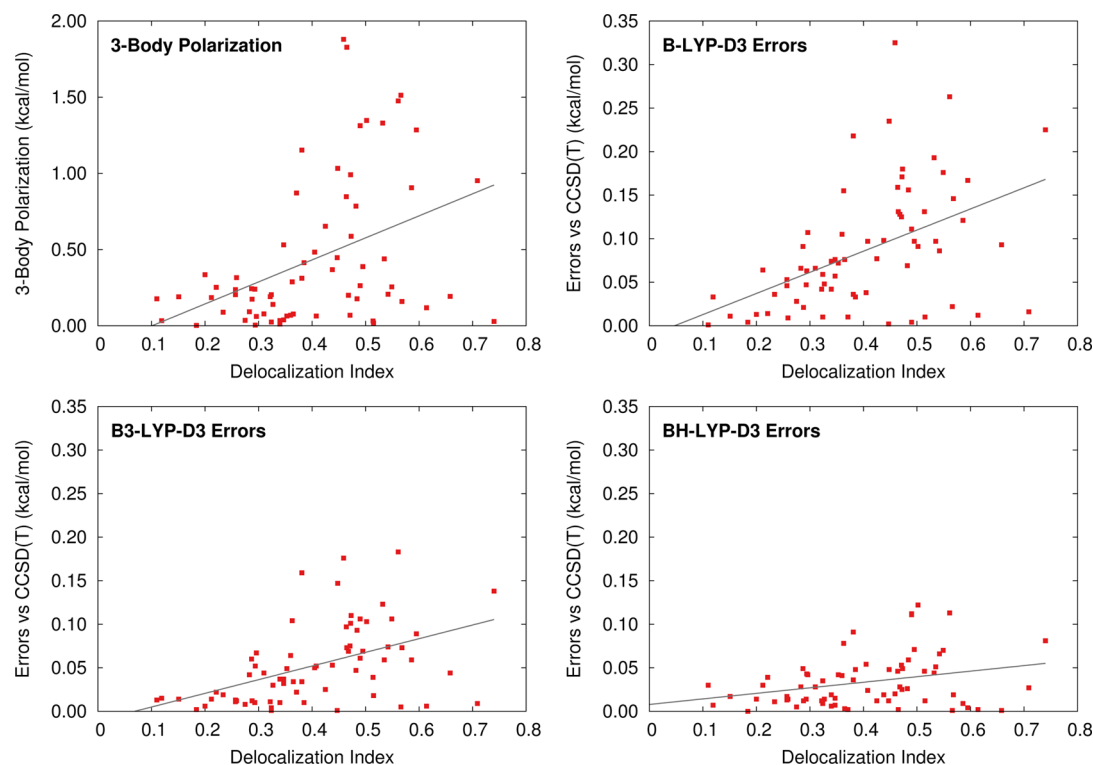 3-Body Polarization
3-Body Polarization (kcal/mol)
2.00
1.50
1.00
0.50
0.00
0 0.1 0.2 0.3 0.4 0.5 0.6 0.7 0.8
Delocalization Index
B-LYP-D3 Errors
Errors vs CCSD(T) (kcal/mol)
0.35
0.30
0.25
0.20
0.15
0.10
0.05
0.00
0 0.1 0.2 0.3 0.4 0.5 0.6 0.7 0.8
Delocalization Index
B3-LYP-D3 Errors
Errors vs CCSD(T) (kcal/mol)
0.35
0.30
0.25
0.20
0.15
0.10
0.05
0.00
0 0.1 0.2 0.3 0.4 0.5 0.6 0.7 0.8
Delocalization Index
BH-LYP-D3 Errors
Errors vs CCSD(T) (kcal/mol)
0.35
0.30
0.25
0.20
0.15
0.10
0.05
0.00
0 0.1 0.2 0.3 0.4 0.5 0.6 0.7 0.8
Delocalization Index